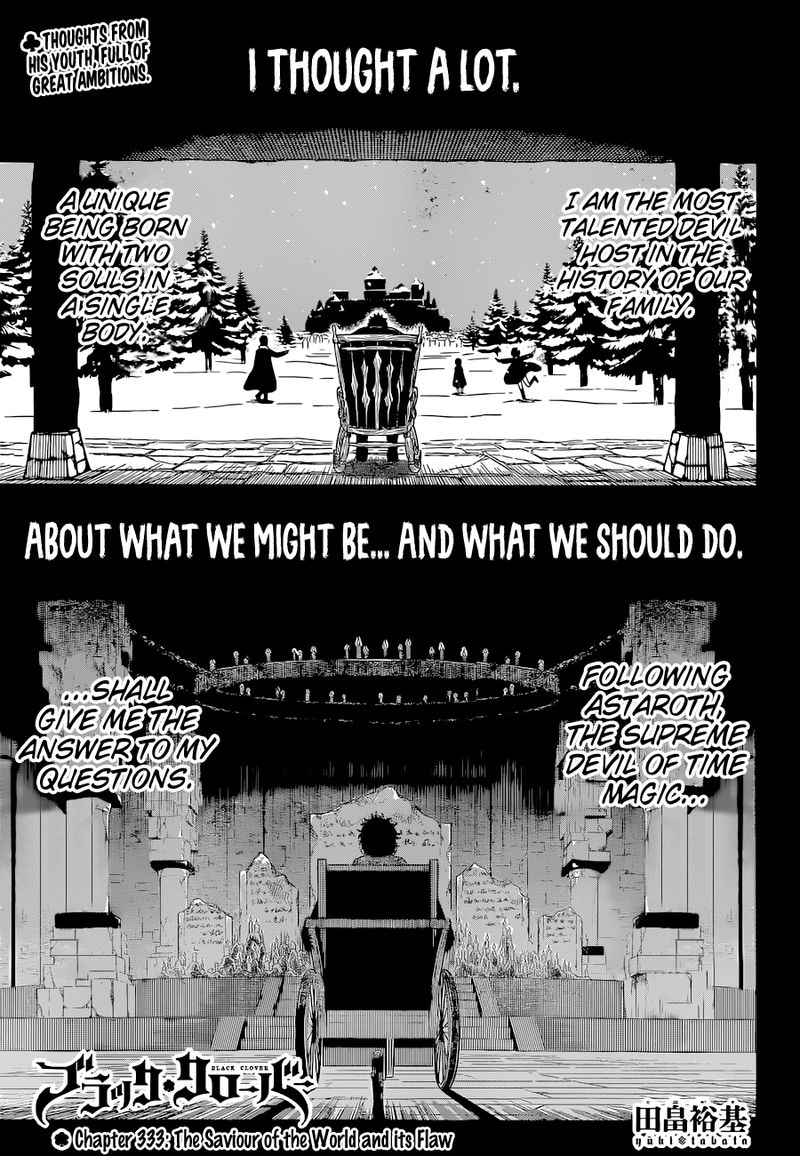 ♣THOUGHTS FROM
HIS YOUTH, FULL OF
GREAT AMBITIONS.
I THOUGHT A LOT.
I AM THE MOST
TALENTED DEVIL
HOST IN THE
HISTORY OF OUR
FAMILY.
A UNIQUE
BEING BORN
WITH TWO
SOULS IN
A SINGLE
BODY.
ABOUT WHAT WE MIGHT BE... AND WHAT WE SHOULD DO.
FOLLOWING
ASTAROTH,
THE SUPREME
DEVIL OF TIME
MAGIC...
...SHALL
GIVE ME THE
ANSWER TO MY
QUESTIONS.
ブラッククローバー
BLACK CLOVER
♣Chapter 333: The Saviour of the World and its Flaw
田畠裕基
yūki tabata